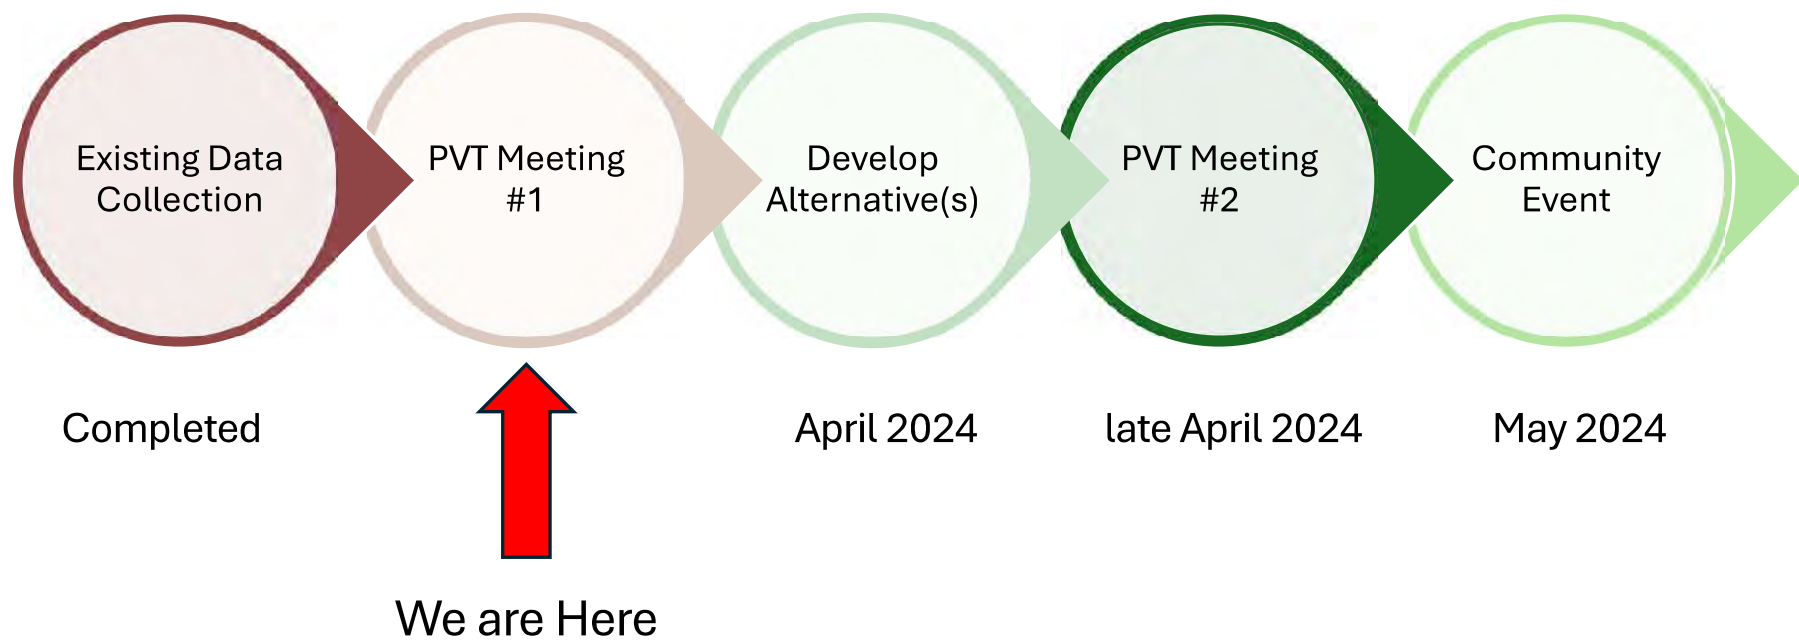 Existing Data
Collection
PVT Meeting
#1
Develop
Alternative(s)
PVT Meeting
#2
Community
Event
Completed
April 2024
late April 2024
May 2024
We are Here